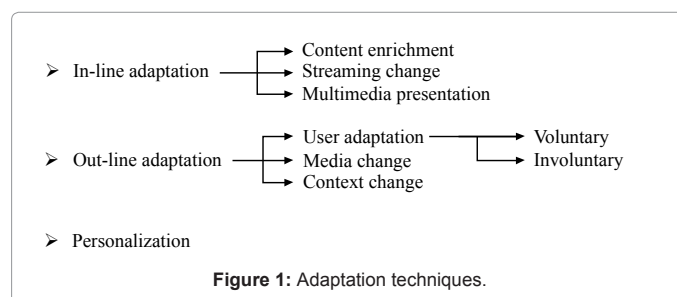 Content enrichment
➢ In-line adaptation
Streaming change
Multimedia presentation
User adaptation
Voluntary
➢ Out-line adaptation
Media change
Involuntary
Context change
➢ Personalization
Figure 1: Adaptation techniques.